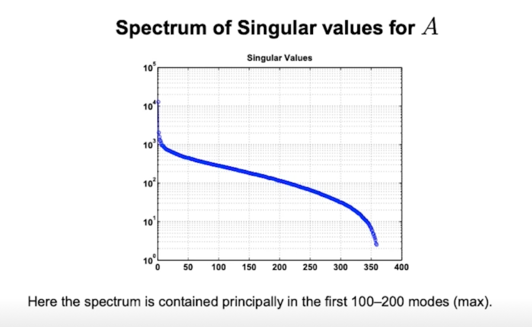 Spectrum of Singular values for A
Singular Values
10^5
10^4
10^3
10^2
10^1
10^0
0 50 100 150 200 250 300 350 400
Here the spectrum is contained principally in the first 100–200 modes (max).